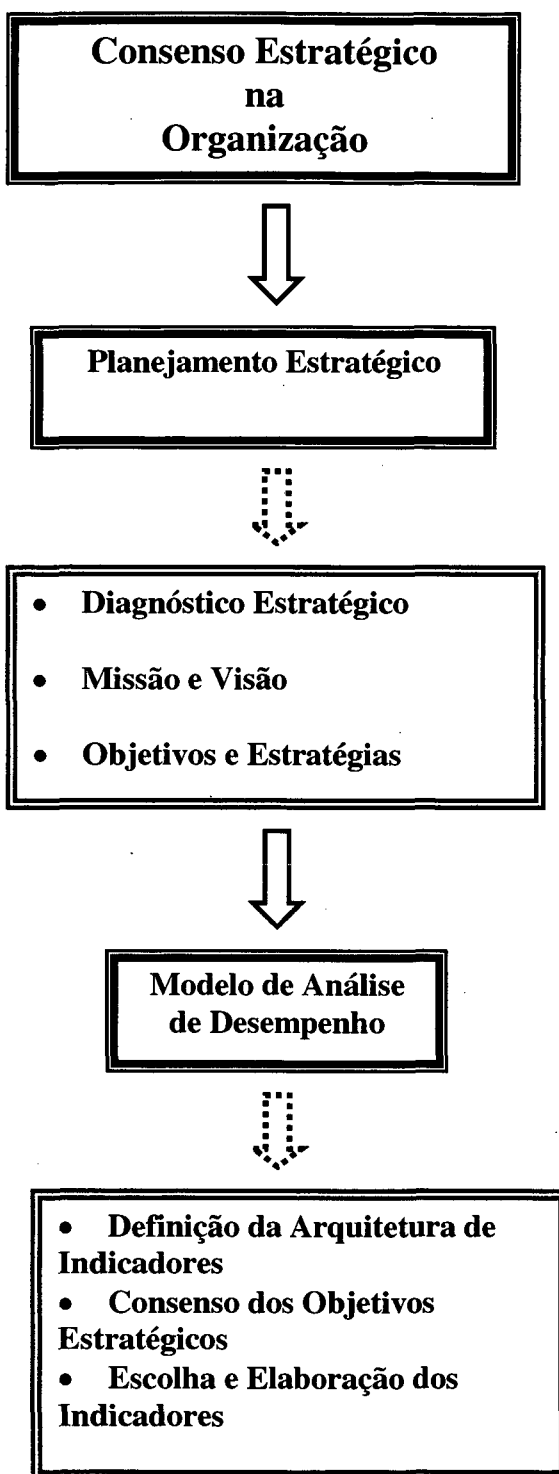 Consenso Estratégico
na
Organização
Planejamento Estratégico
• Diagnóstico Estratégico
• Missão e Visão
• Objetivos e Estratégias
Modelo de Análise
de Desempenho
• Definição da Arquitetura de
Indicadores
• Consenso dos Objetivos
Estratégicos
• Escolha e Elaboração dos
Indicadores